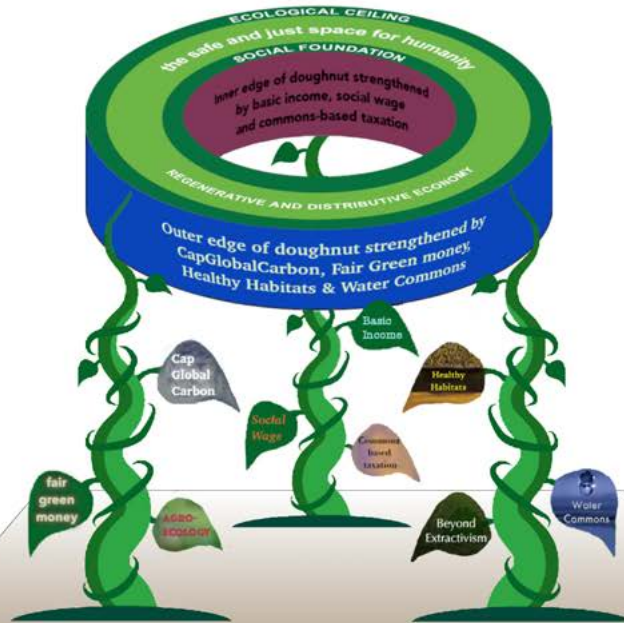 ECOLOGICAL CEILING
the safe and just space for humanity
SOCIAL FOUNDATION
Inner edge of doughnut strengthened
by basic income, social wage
and commons-based taxation
REGENERATIVE AND DISTRIBUTIVE ECONOMY
Outer edge of doughnut strengthened by
CapGlobalCarbon, Fair Green money,
Healthy Habitats & Water Commons
Basic
Income
Cap
Global
Carbon
Healthy
Habitats
Social
Wage
Commons
based
taxation
fair
green
money
AGRO-
ECOLOGY
Beyond
Extractivism
Water
Commons